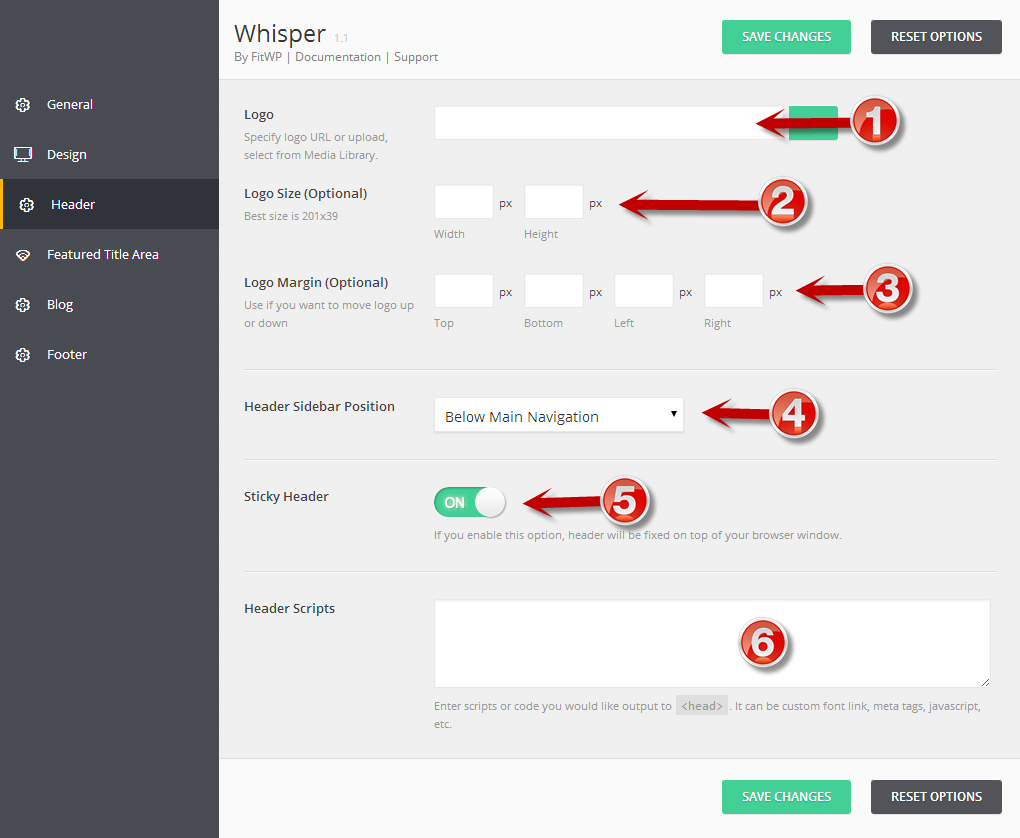 Whisper 1.1
By FitWP | Documentation | Support
SAVE CHANGES
RESET OPTIONS
General
Design
Header
Featured Title Area
Blog
Footer
Logo
Specify logo URL or upload,
select from Media Library.
1
Logo Size (Optional)
Best size is 201x39
px
px
Width
Height
2
Logo Margin (Optional)
Use if you want to move logo up
or down
px
px
px
px
Top
Bottom
Left
Right
3
Header Sidebar Position
Below Main Navigation
4
Sticky Header
ON
5
If you enable this option, header will be fixed on top of your browser window.
Header Scripts
6
Enter scripts or code you would like output to <head> . It can be custom font link, meta tags, javascript,
etc.
SAVE CHANGES
RESET OPTIONS